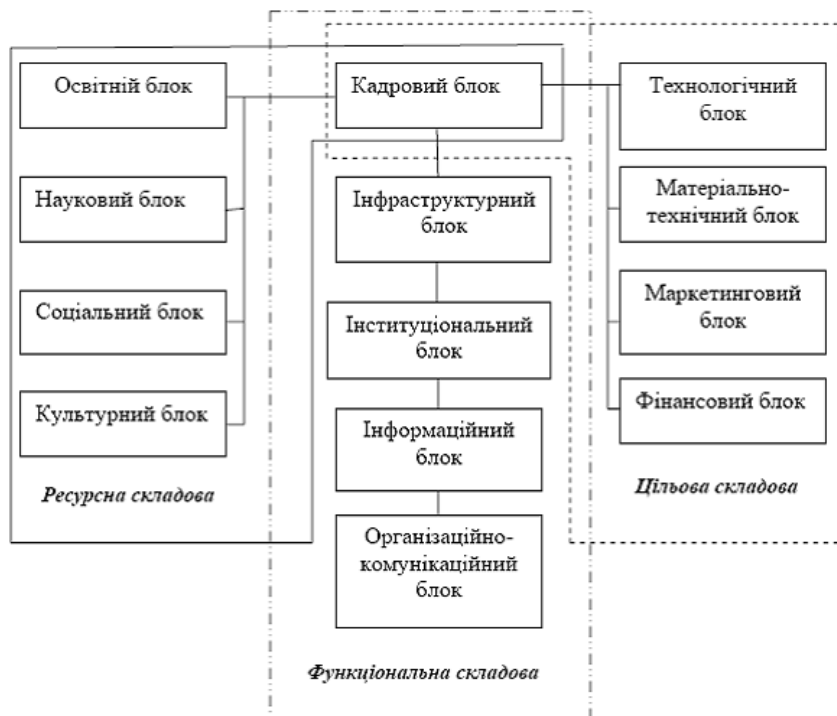 Освітній блок
Науковий блок
Соціальний блок
Культурний блок
Ресурсна складова
Кадровий блок
Інфраструктурний
блок
Інституціональний
блок
Інформаційний
блок
Організаційно-
комунікаційний
блок
Функціональна складова
Технологічний
блок
Матеріально-
технічний блок
Маркетинговий
блок
Фінансовий блок
Цільова складова